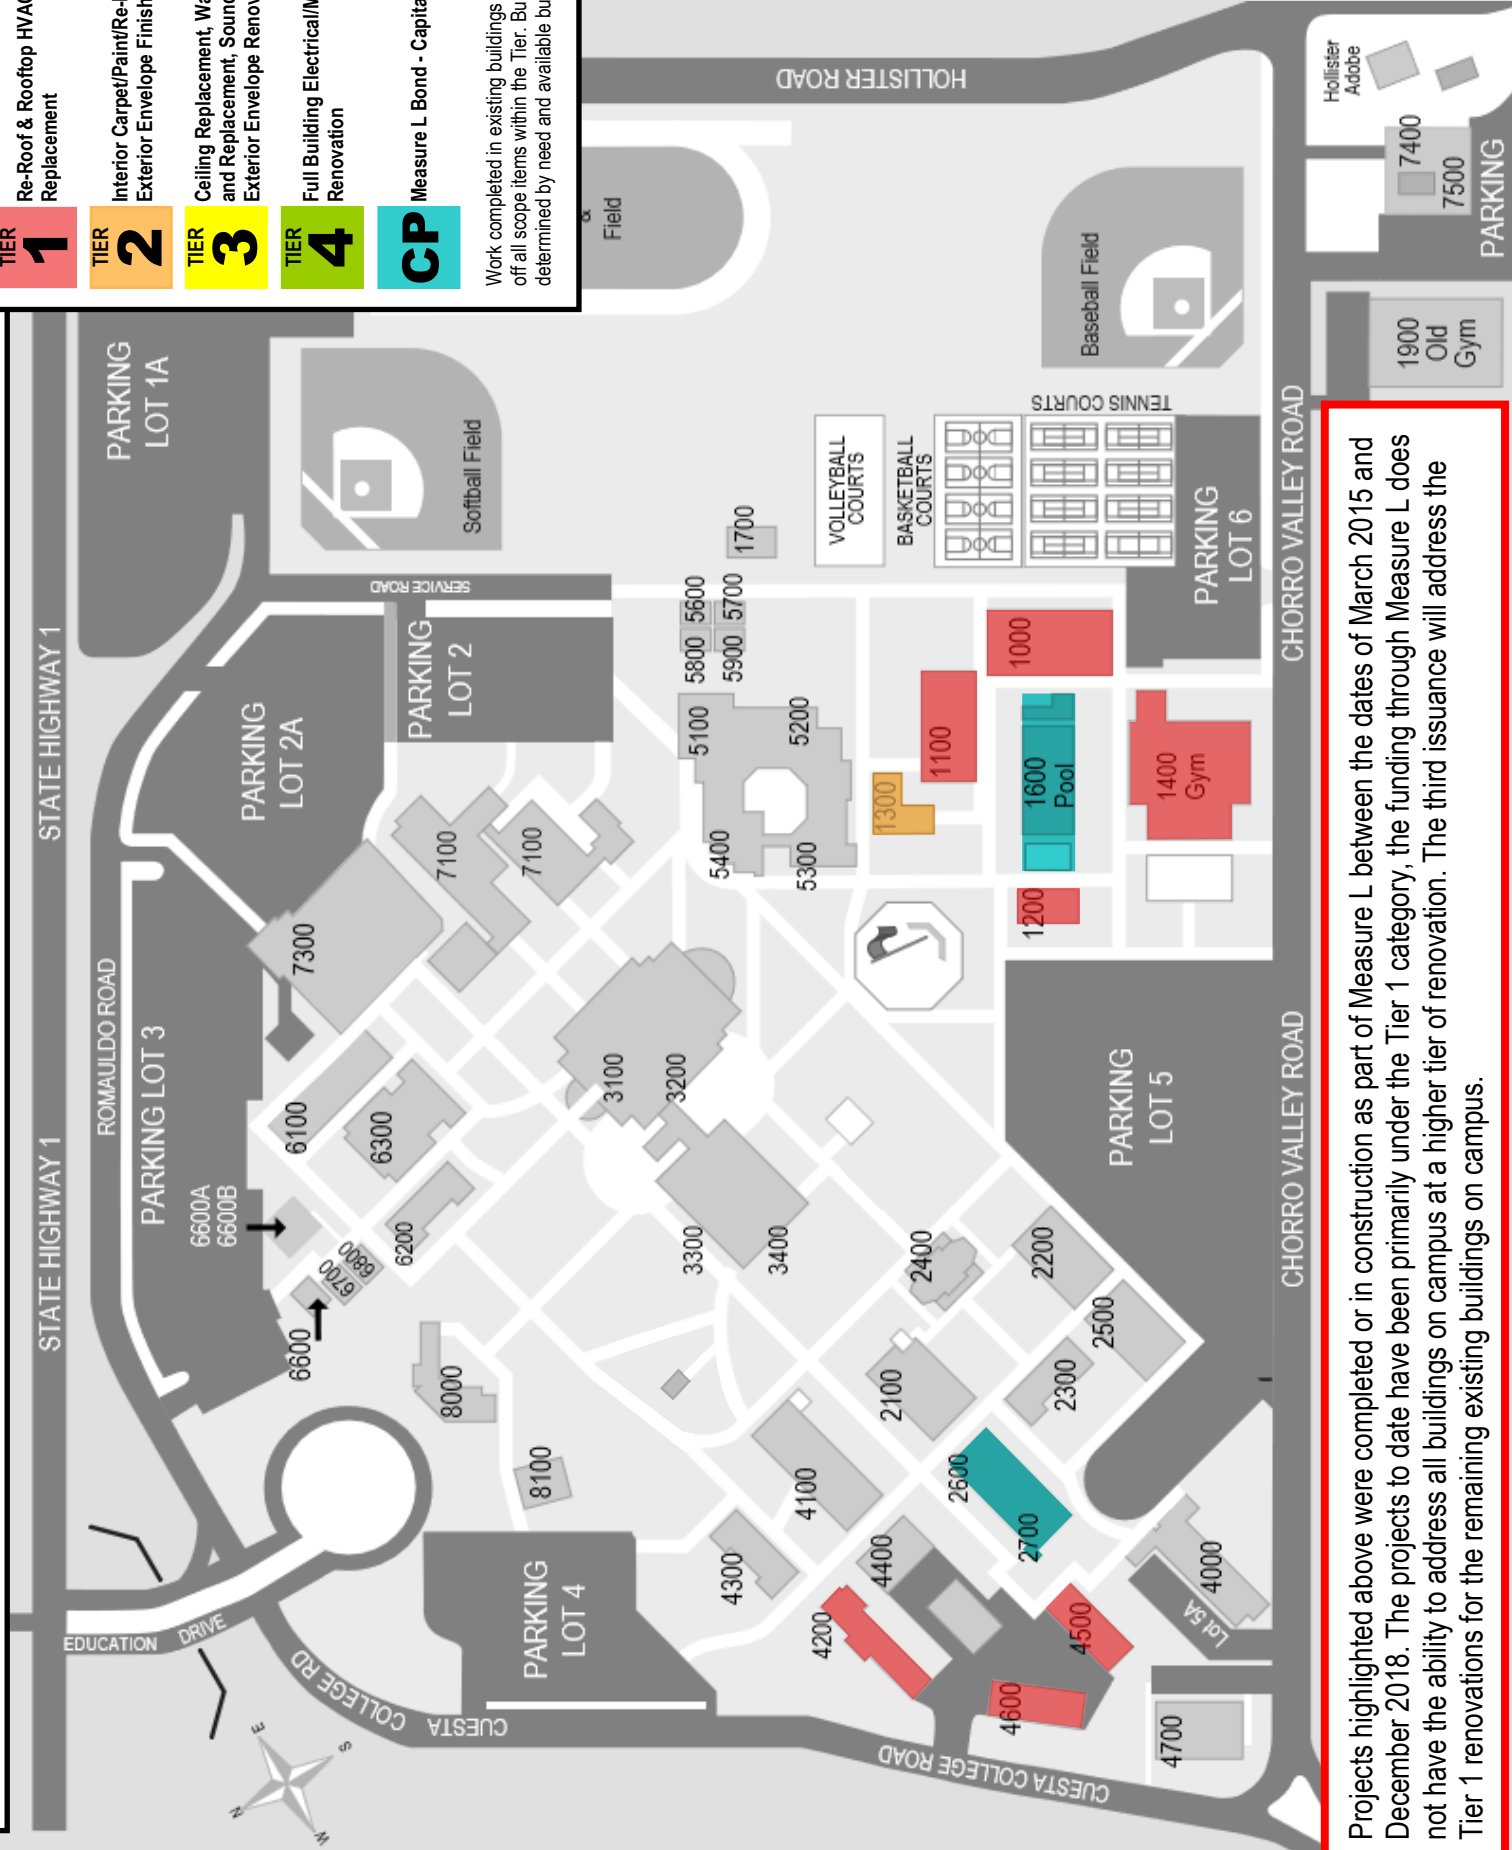 TIER
1
Re-Roof & Rooftop HVAC
Replacement
TIER
2
Interior Carpet/Paint/Re-
Exterior Envelope Finish
TIER
3
Ceiling Replacement,
and Replacement, Sound
Exterior Envelope
TIER
4
Full Building
Renovation
CP
Measure L Bond -
Work completed in existing buildings
off all scope items within the Tier.
determined by need and available
STATE HIGHWAY 1
STATE HIGHWAY 1
ROMAULDO ROAD
EDUCATION DRIVE
CUESTA COLLEGE RD
CUESTA COLLEGE ROAD
HOLLISTER ROAD
CHORRO VALLEY ROAD
CHORRO VALLEY ROAD
SERVICE ROAD
PARKING
LOT 1A
PARKING
LOT 2A
PARKING
LOT 2
PARKING LOT 3
PARKING
LOT 4
PARKING
LOT 5
Lot 5A
PARKING
LOT 6
PARKING
Softball Field
&
Field
Baseball Field
TENNIS COURTS
VOLLEYBALL
COURTS
BASKETBALL
COURTS
Hollister
Adobe
7400
7500
1900
Old
Gym
1700
5600
5700
5800
5900
5100
5200
5400
5300
1000
1100
1300
1600
Pool
1400
Gym
1200
7100
7100
7300
3100
3200
3300
3400
6100
6300
6200
6600A
6600B
6600
6700
6800
8000
8100
2400
2200
2500
2300
2100
2600
2700
4100
4300
4400
4200
4500
4600
4000
4700
N
E
S
W
Projects highlighted above were completed or in construction as part of Measure L between the dates of March 2015 and
December 2018. The projects to date have been primarily under the Tier 1 category, the funding through Measure L does
not have the ability to address all buildings on campus at a higher tier of renovation. The third issuance will address the
Tier 1 renovations for the remaining existing buildings on campus.